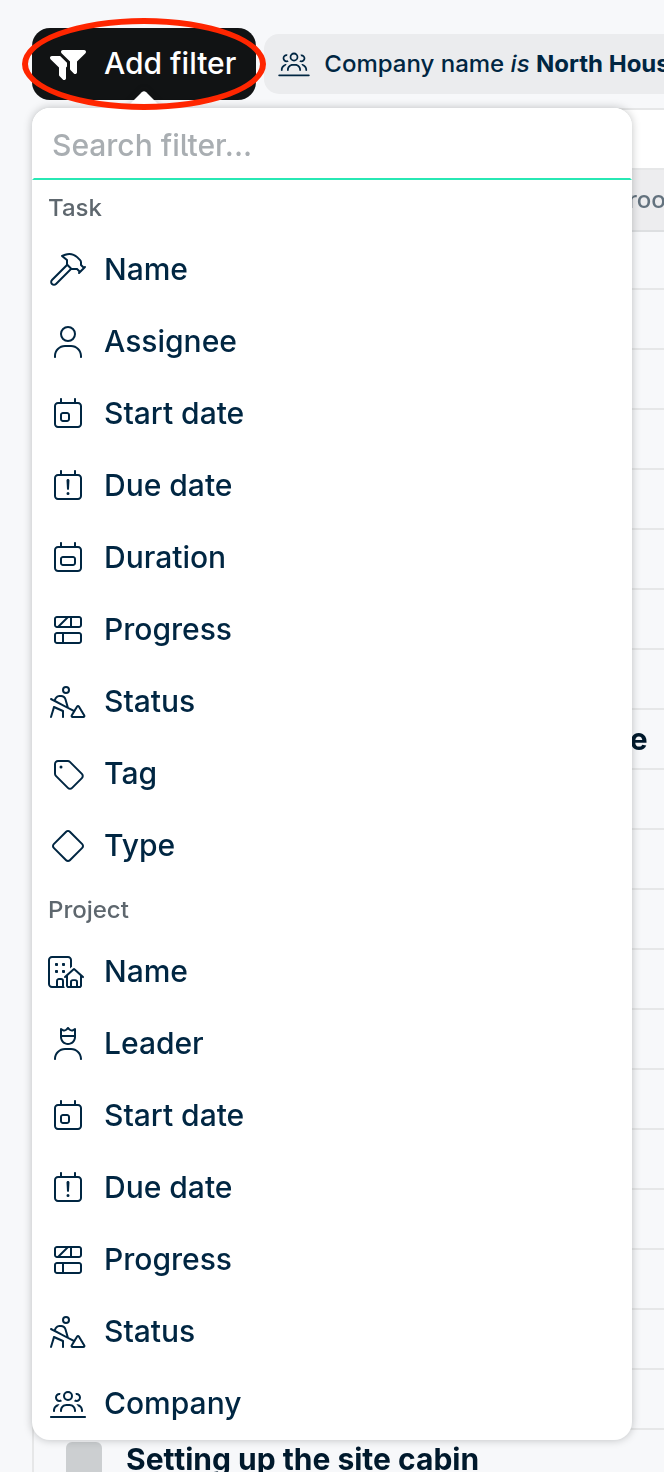 Add filter
Company name is North Hous
Search filter...
Task
Name
Assignee
Start date
Due date
Duration
Progress
Status
Tag
Type
Project
Name
Leader
Start date
Due date
Progress
Status
Company
roo
e
Setting up the site cabin